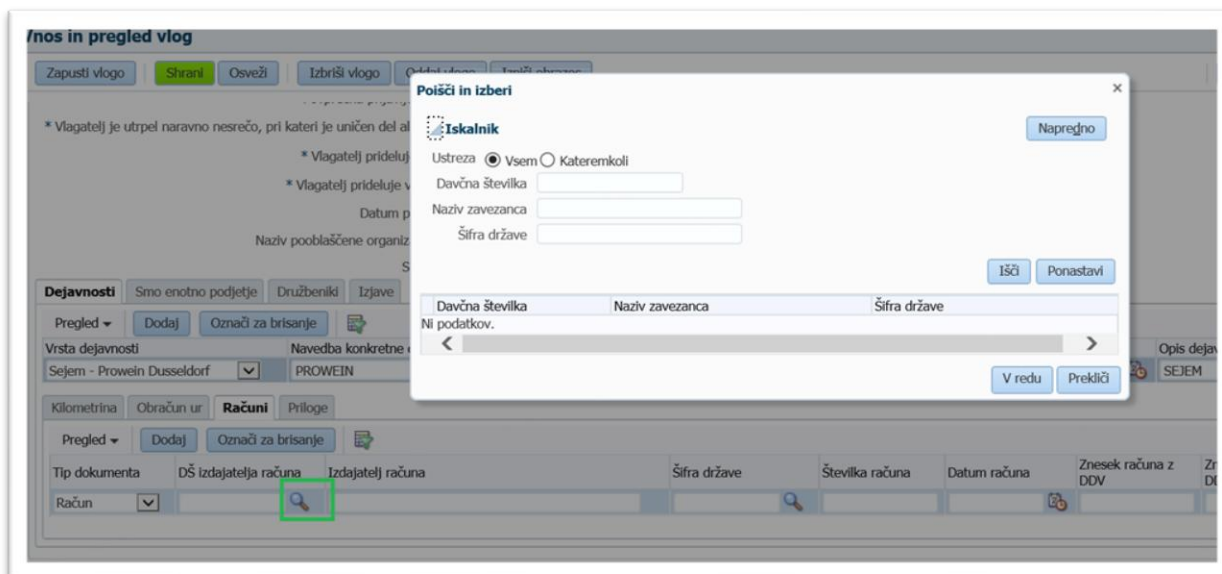 nos in pregled vlog
Zapusti vlogo Shrani Osveži Izbriši vlogo
* Vlagatelj je utrpel naravno nesrečo, pri kateri je uničen del
* Vlagatelj
* Vlagatelj prideluje
Datum
Naziv pooblaščene
Poišči in izberi
Iskalnik Napredno
Ustreza Vsem Kateremkoli
Davčna številka
Naziv zavezanca
Šifra države
Išči Ponastavi
Davčna številka Naziv zavezanca Šifra države
Ni podatkov.
V redu Prekliči
Dejavnosti Smo enotno podjetje Družbeniki Izjave
Pregled Dodaj Označi za brisanje
Vrsta dejavnosti Navedba konkretne Opis
Sejem - Prowein Dusseldorf PROWEIN SEJEM
Kilometrina Obračun ur Računi Priloge
Pregled Dodaj Označi za brisanje
Tip dokumenta DŠ izdajatelja računa Izdajatelj računa Šifra države Številka računa Datum računa Znesek računa z DDV
Račun